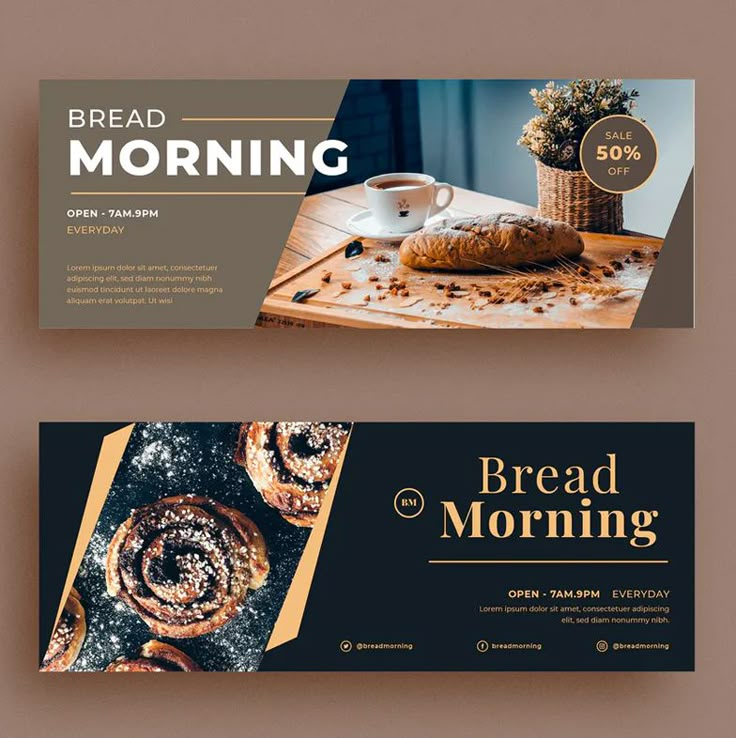 BREAD
MORNING
OPEN - 7AM.9PM
EVERYDAY
Lorem ipsum dolor sit amet, consectetuer
adipiscing elit, sed diam nonummy nibh
euismod tincidunt ut laoreet dolore magna
aliquam erat volutpat. Ut wisi
SALE
50%
OFF
BM
Bread
Morning
OPEN - 7AM.9PM EVERYDAY
Lorem ipsum dolor sit amet, consectetuer adipiscing
elit, sed diam nonummy nibh.
@breadmorning
breadmorning
@breadmorning